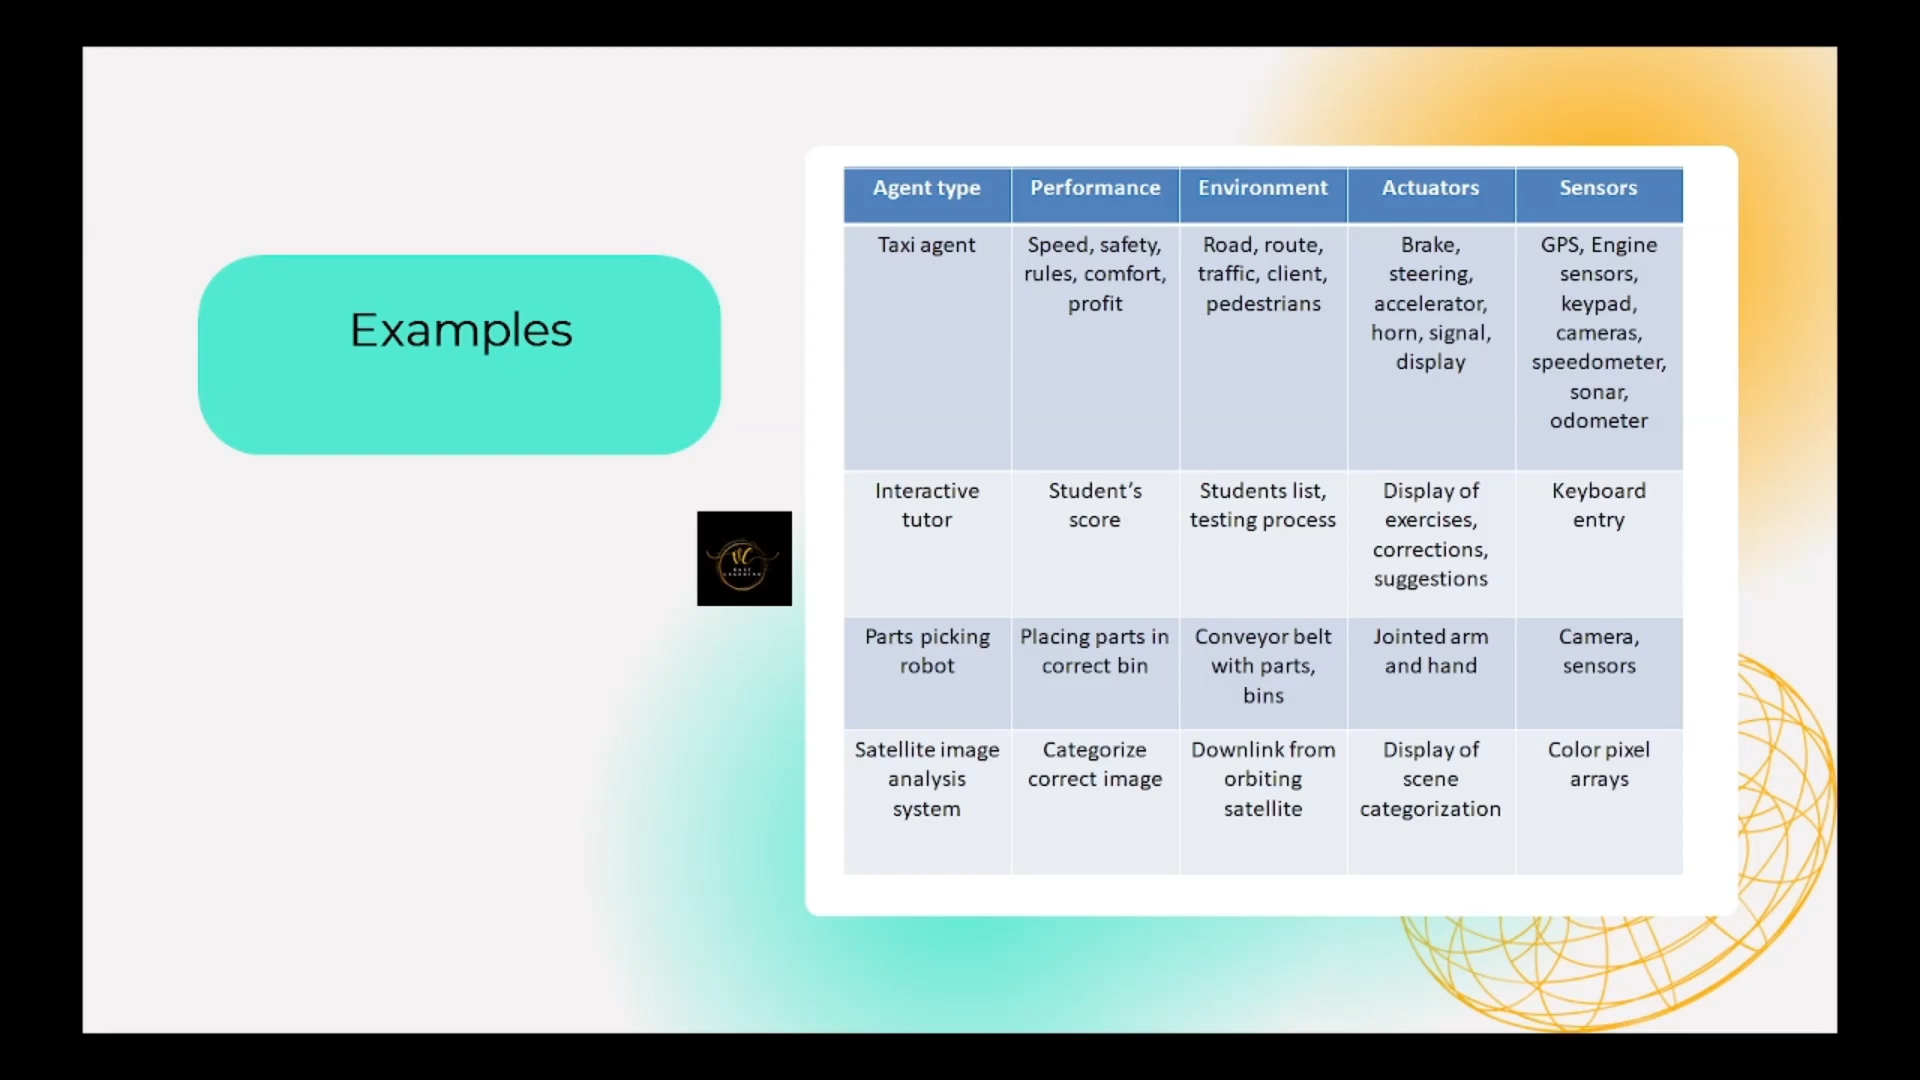 Examples
Agent type Performance Environment Actuators Sensors
Taxi agent
Speed, safety,
rules, comfort,
profit
Road, route,
traffic, client,
pedestrians
Brake,
steering,
accelerator,
horn, signal,
display
GPS, Engine
sensors,
keypad,
cameras,
speedometer,
sonar,
odometer
Interactive
tutor
Student’s
score
Students list,
testing process
Display of
exercises,
corrections,
suggestions
Keyboard
entry
Parts picking
robot
Placing parts in
correct bin
Conveyor belt
with parts,
bins
Jointed arm
and hand
Camera,
sensors
Satellite image
analysis
system
Categorize
correct image
Downlink from
orbiting
satellite
Display of
scene
categorization
Color pixel
arrays